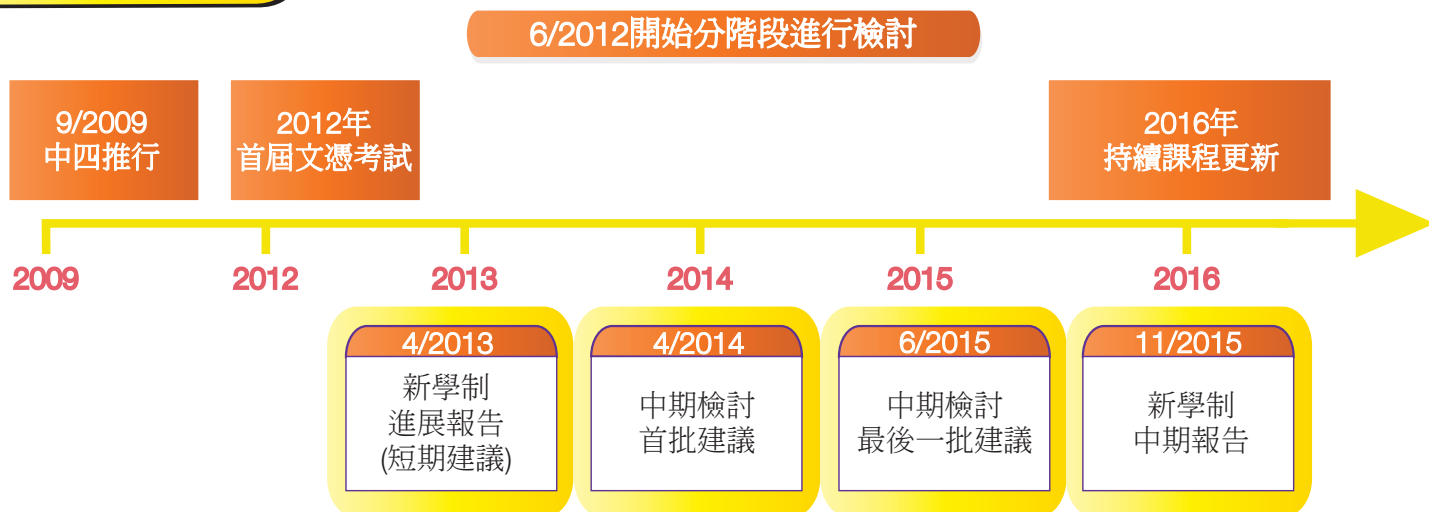 6/2012開始分階段進行檢討
9/2009
中四推行
2012年
首屆文憑考試
2016年
持續課程更新
2009
2012
2013
2014
2015
2016
4/2013
新學制
進展報告
(短期建議)
4/2014
中期檢討
首批建議
6/2015
中期檢討
最後一批建議
11/2015
新學制
中期報告